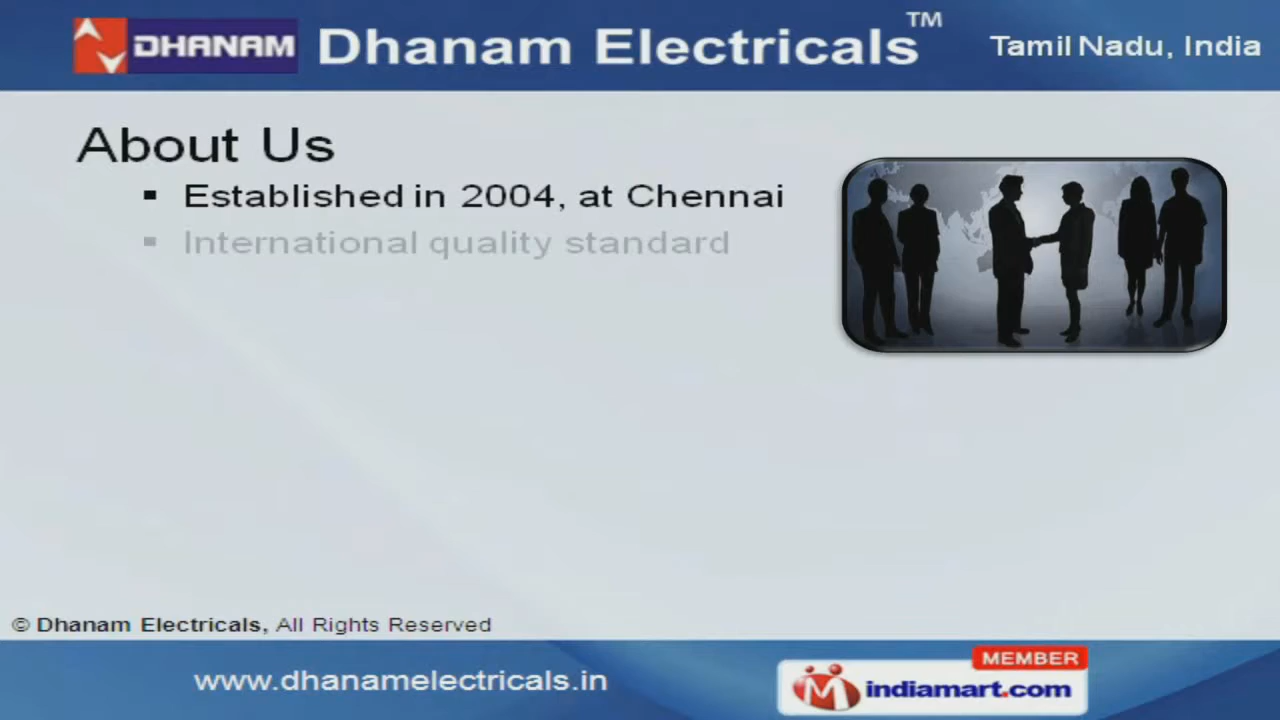 DHANAM
Dhanam Electricals™
Tamil Nadu, India
About Us
▪ Established in 2004, at Chennai
▪ International quality standard
© Dhanam Electricals, All Rights Reserved
www.dhanamelectricals.in
MEMBER
indiamart.com